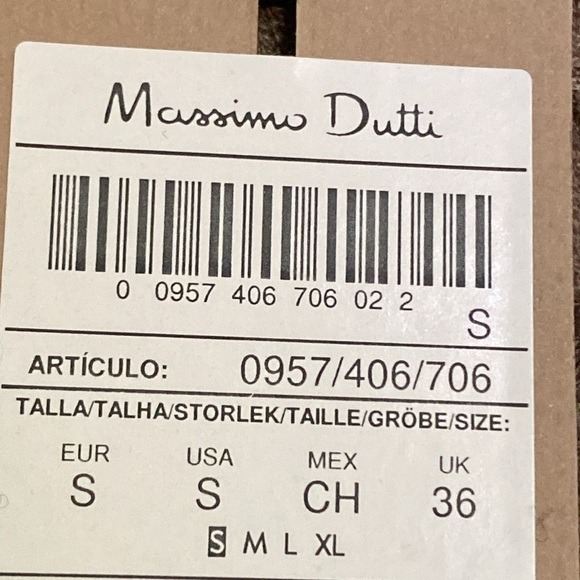 Massimo Dutti
0 0957 406 706 02 2
S
ARTÍCULO: 0957/406/706
TALLA/TALHA/STORLEK/TAILLE/GRÖBE/SIZE:
EUR USA MEX UK
S S CH 36
S M L XL